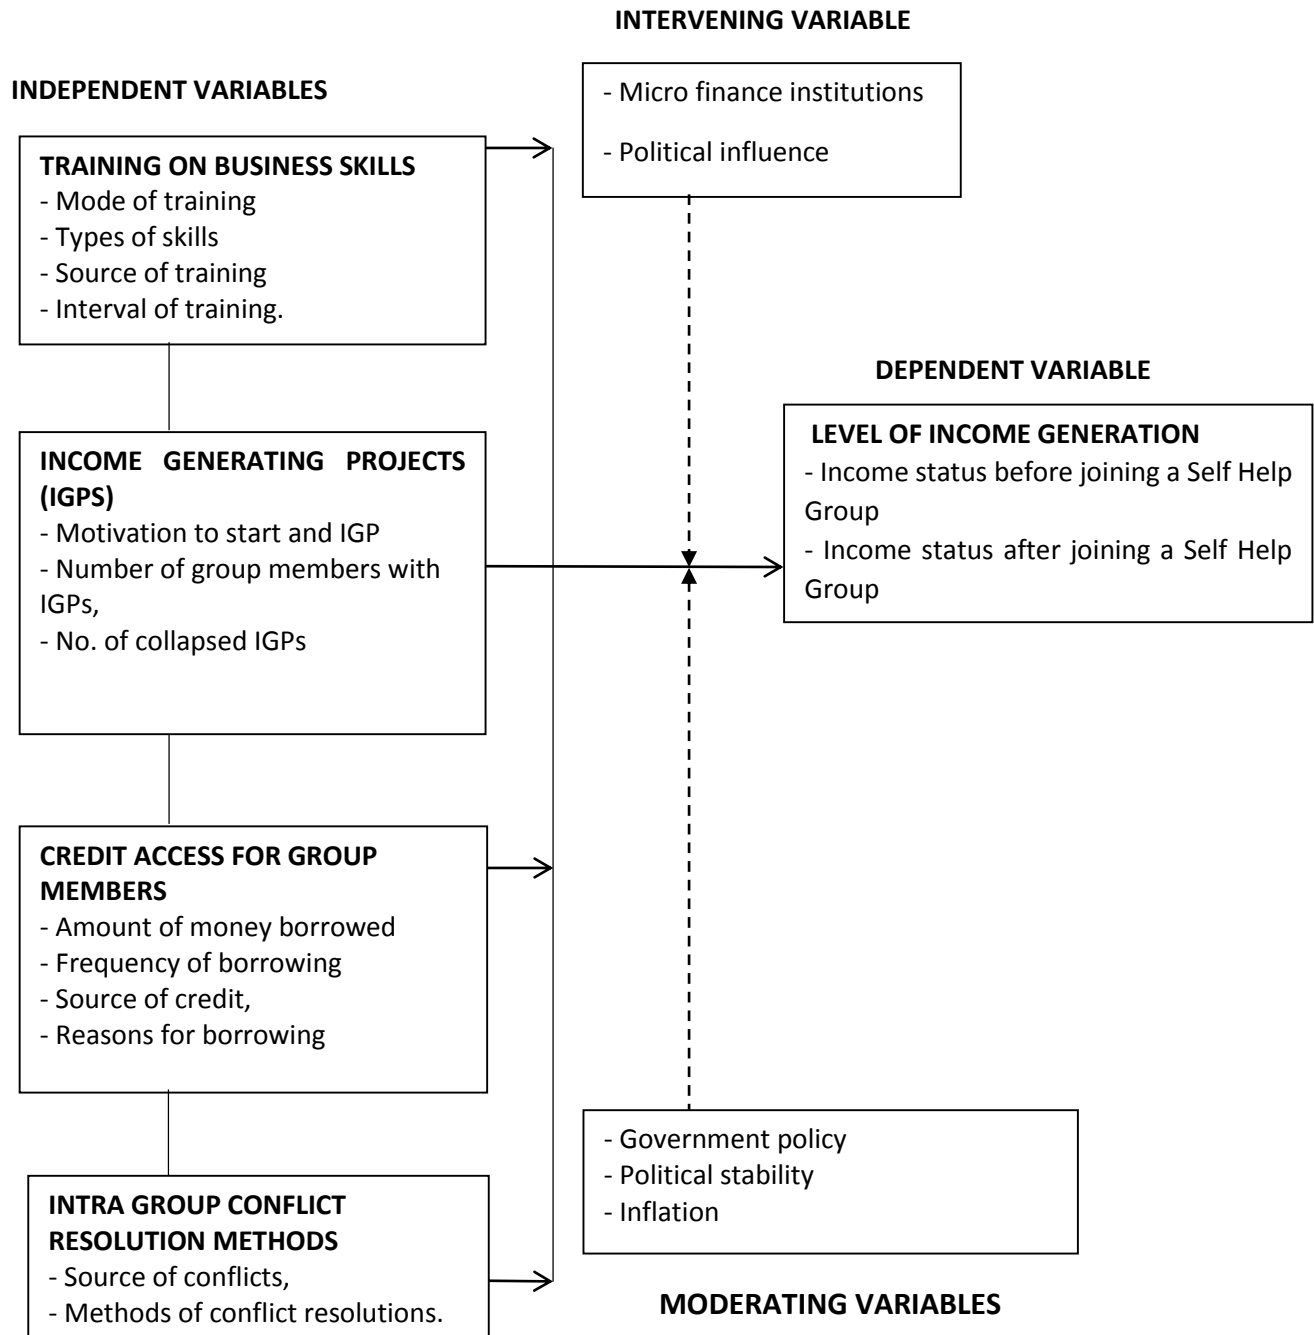 INTERVENING VARIABLE
- Micro finance institutions
- Political influence
INDEPENDENT VARIABLES
TRAINING ON BUSINESS SKILLS
- Mode of training
- Types of skills
- Source of training
- Interval of training.
INCOME GENERATING PROJECTS
(IGPS)
- Motivation to start and IGP
- Number of group members with
IGPs,
- No. of collapsed IGPs
CREDIT ACCESS FOR GROUP
MEMBERS
- Amount of money borrowed
- Frequency of borrowing
- Source of credit,
- Reasons for borrowing
INTRA GROUP CONFLICT
RESOLUTION METHODS
- Source of conflicts,
- Methods of conflict resolutions.
DEPENDENT VARIABLE
LEVEL OF INCOME GENERATION
- Income status before joining a Self Help
Group
- Income status after joining a Self Help
Group
- Government policy
- Political stability
- Inflation
MODERATING VARIABLES